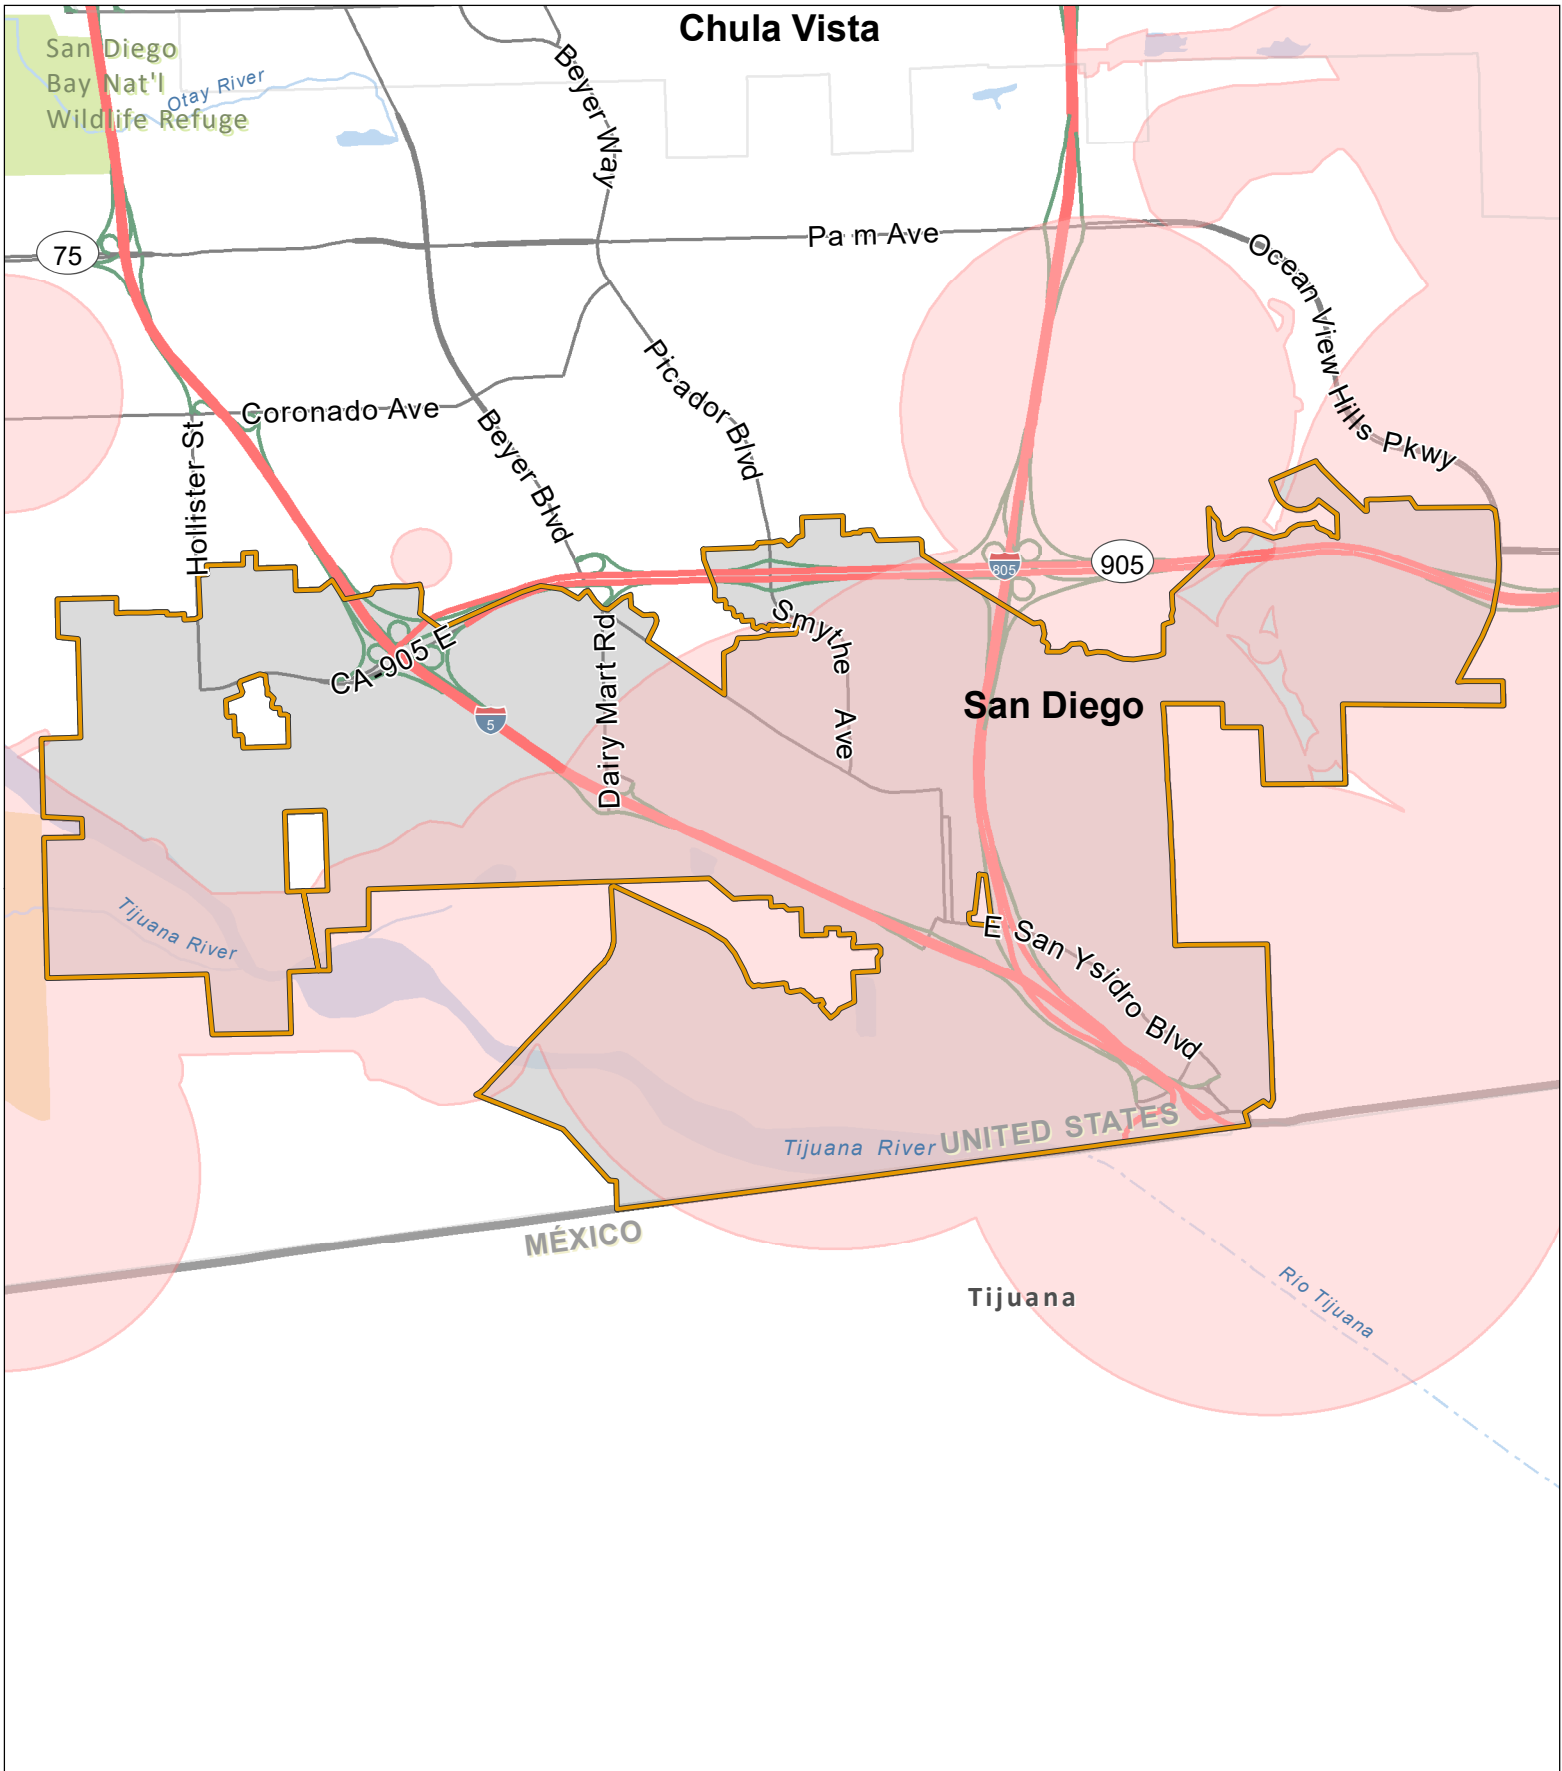 Chula Vista
San Diego
Bay Nat'l
Wildlife Refuge
Otay River
Beyer Way
75
Pa m Ave
Ocean View Hills Pkwy
Coronado Ave
Picador Blvd
Hollister St
Beyer Blvd
805
905
CA-905 E
Smythe Ave
Dairy Mart Rd
5
San Diego
Tijuana River
E San Ysidro Blvd
UNITED STATES
Tijuana River
MÉXICO
Tijuana
Río Tijuana